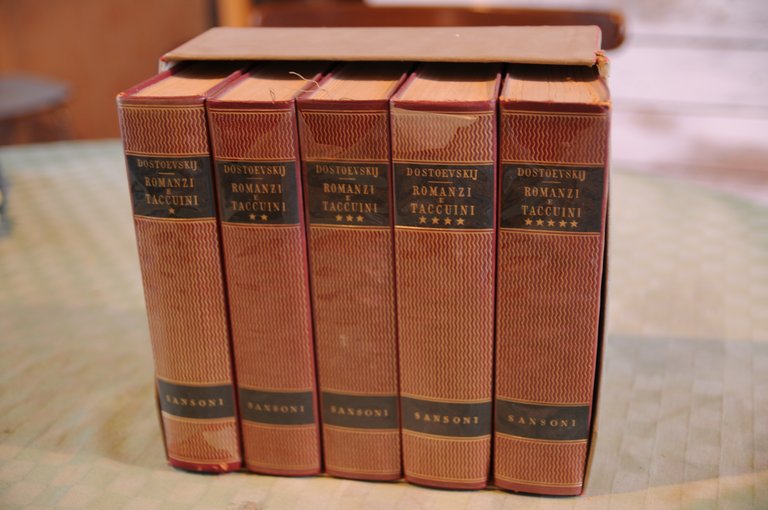 DOSTOEVSKIJ
ROMANZI
E
TACCUINI
★
SANSONI
DOSTOEVSKIJ
ROMANZI
E
TACCUINI
★★
SANSONI
DOSTOEVSKIJ
ROMANZI
E
TACCUINI
★★★
SANSONI
DOSTOEVSKIJ
ROMANZI
E
TACCUINI
★★★★
SANSONI
DOSTOEVSKIJ
ROMANZI
E
TACCUINI
★★★★★
SANSONI